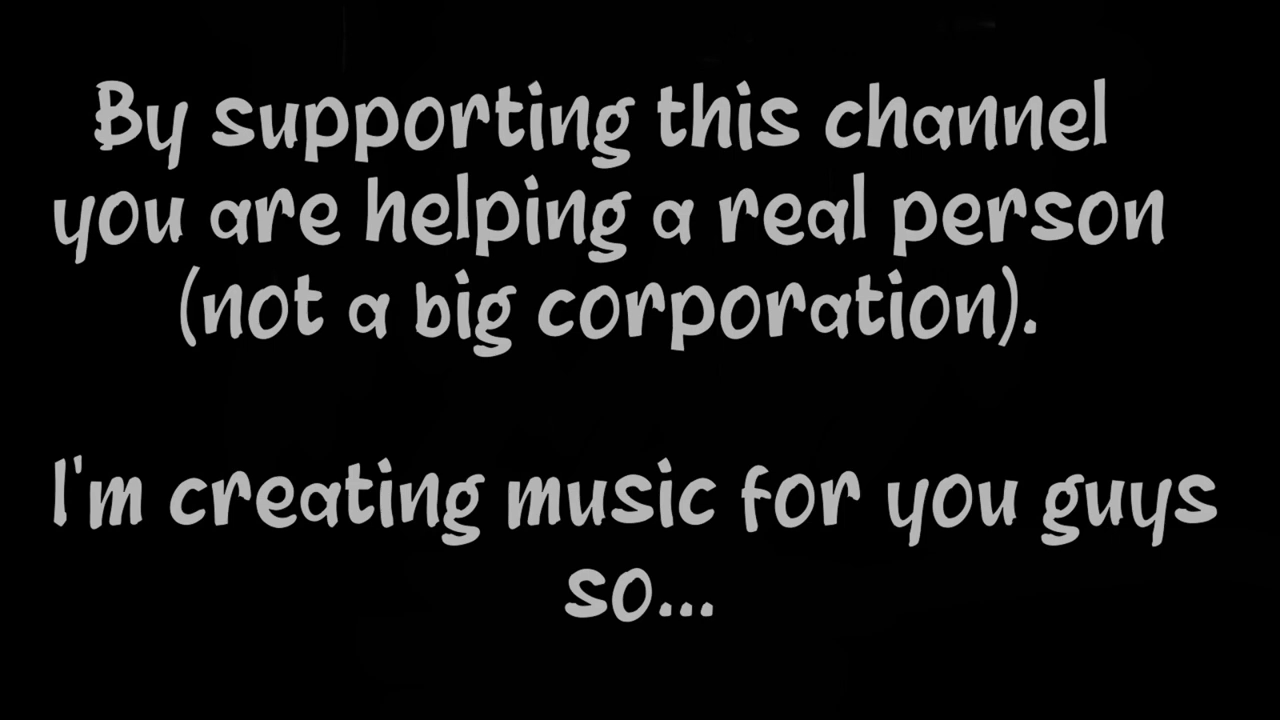 By supporting this channel
you are helping a real person
(not a big corporation).
I'm creating music for you guys
so...